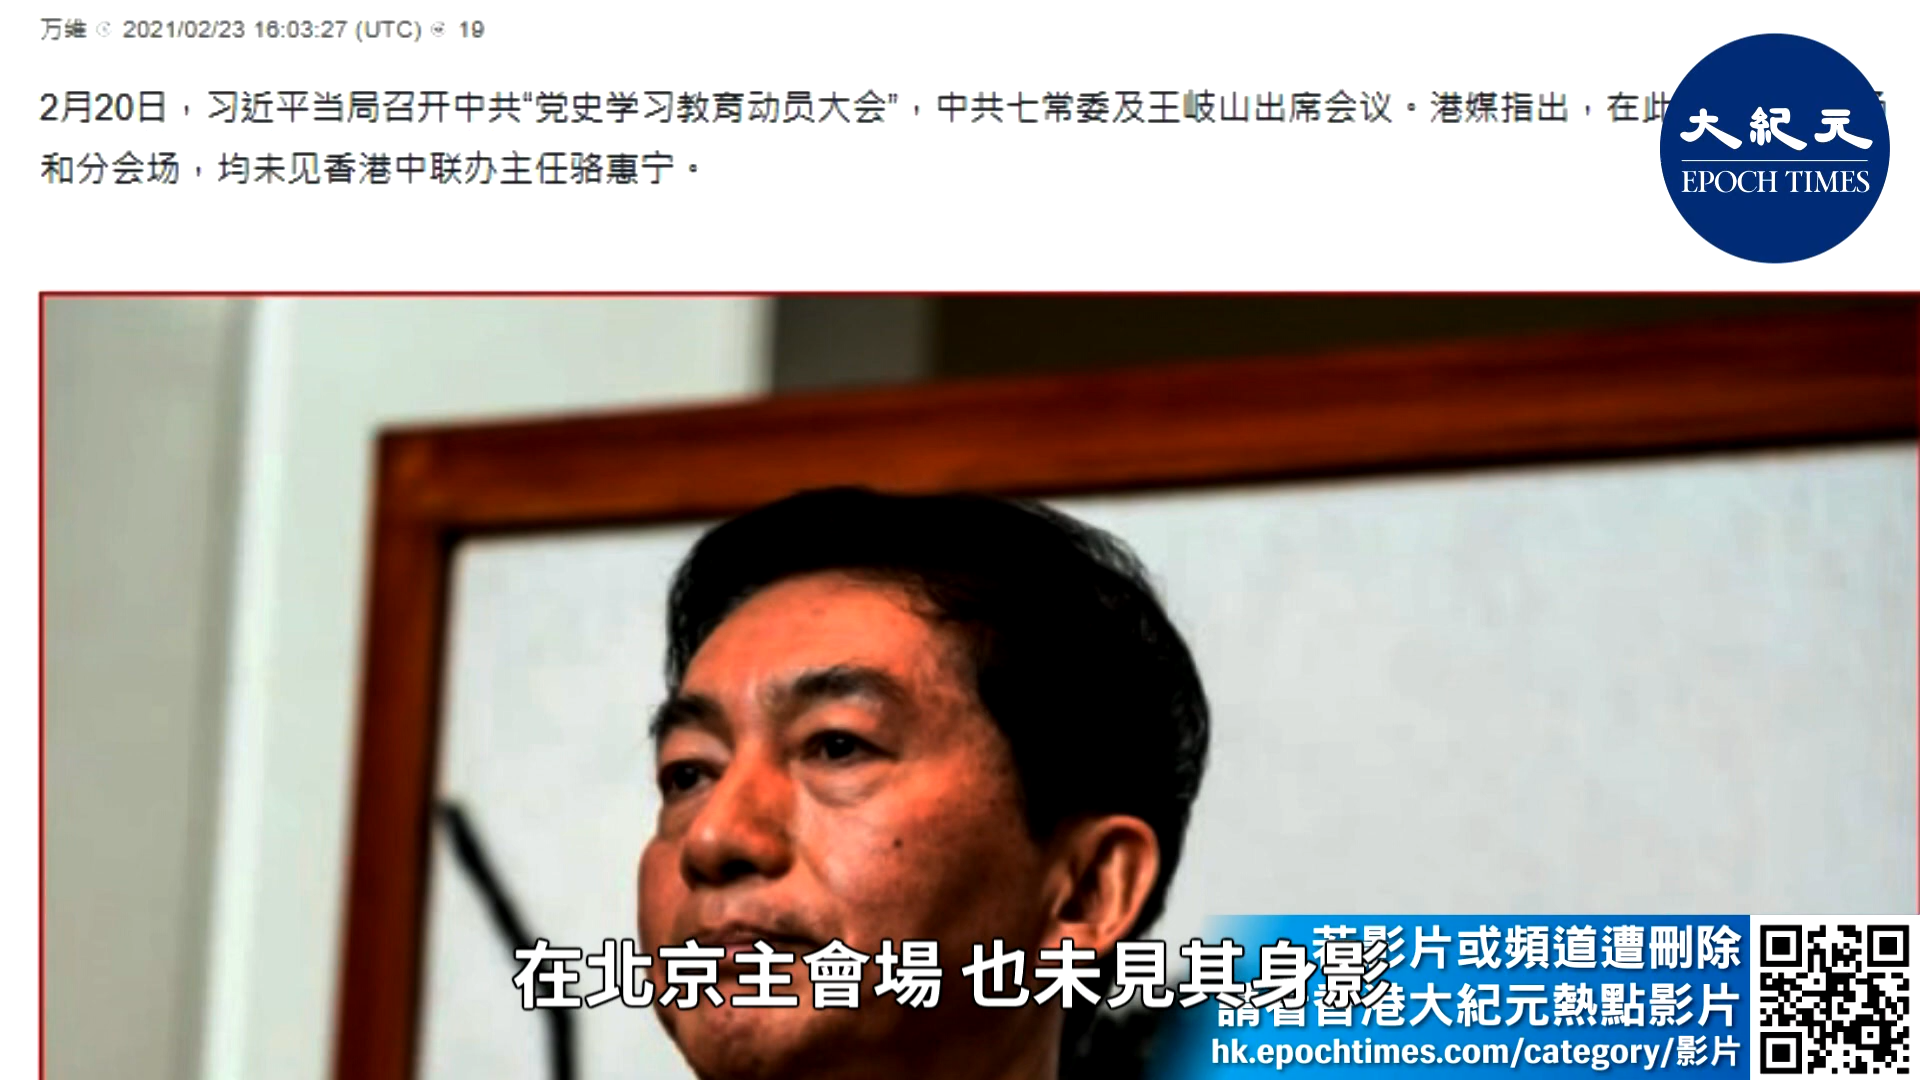 万维 2021/02/23 16:03:27 (UTC) 19
2月20日，习近平当局召开中共“党史学习教育动员大会”，中共七常委及王岐山出席会议。港媒指出，在此
和分会场，均未见香港中联办主任骆惠宁。
大紀元
EPOCH TIMES
在北京主會場 也未見其身影
若影片或頻道遭刪除
請看香港大紀元熱點影片
hk.epochtimes.com/category/影片